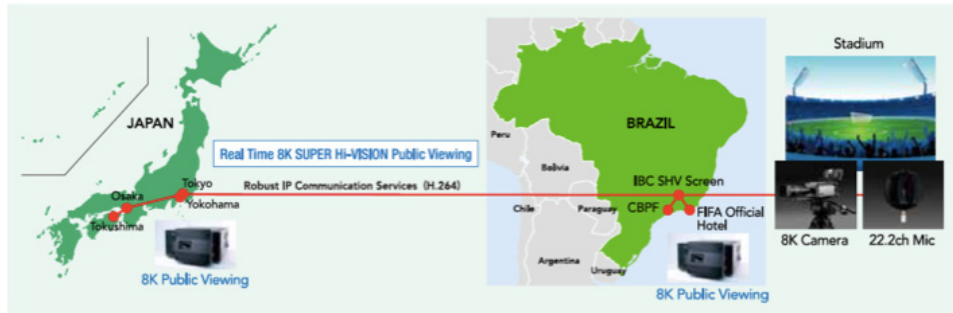 Stadium
JAPAN
BRAZIL
Peru
Real Time 8K SUPER Hi-VISION Public Viewing
Bolivia
Tokyo
Robust IP Communication Services (H.264)
IBC SHV Screen
Osaka
Yokohama
Chile
Paraguay
CBPF
FIFA Official
Hotel
Tokushima
8K Camera
22.2ch Mic
Argentina
Uruguay
8K Public Viewing
8K Public Viewing